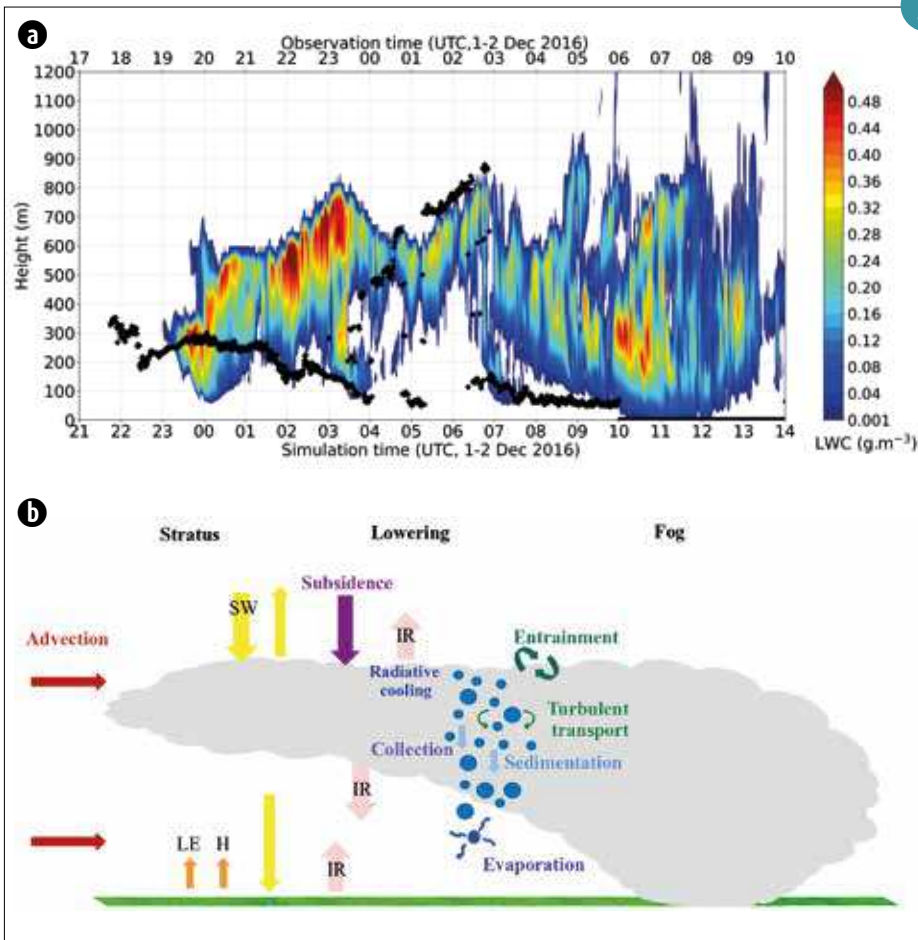 a
Observation time (UTC,1-2 Dec 2016)
17 18 19 20 21 22 23 00 01 02 03 04 05 06 07 08 09 10
1200
1100
1000
900
800
700
600
500
400
300
200
100
0
Height (m)
21 22 23 00 01 02 03 04 05 06 07 08 09 10 11 12 13 14
Simulation time (UTC, 1-2 Dec 2016)
0.48
0.44
0.40
0.36
0.32
0.28
0.24
0.20
0.16
0.12
0.08
0.04
0.001
LWC (g.m⁻³)
b
Stratus Lowering Fog
Subsidence
SW
IR
Entrainment
Advection
Radiative
cooling
Turbulent
transport
Collection
Sedimentation
IR
LE H
IR
Evaporation